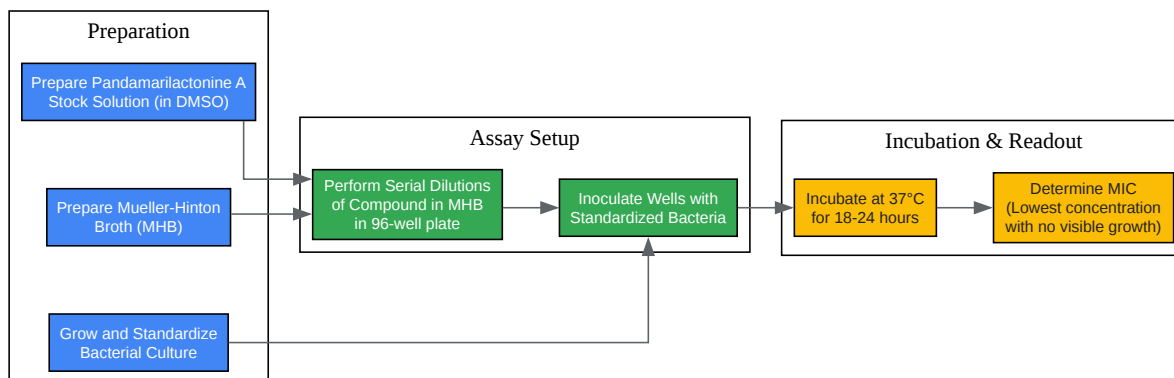 Preparation
Prepare Pandamarilactonine A
Stock Solution (in DMSO)
Prepare Mueller-Hinton
Broth (MHB)
Grow and Standardize
Bacterial Culture
Assay Setup
Perform Serial Dilutions
of Compound in MHB
in 96-well plate
Inoculate Wells with
Standardized Bacteria
Incubation & Readout
Incubate at 37°C
for 18-24 hours
Determine MIC
(Lowest concentration
with no visible growth)